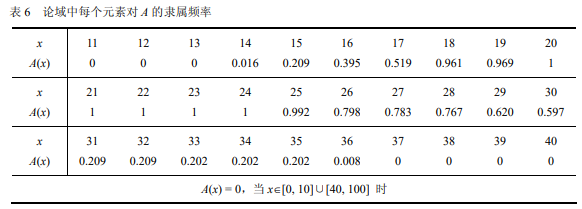 表 6 论域中每个元素对 A 的隶属频率
x 11 12 13 14 15 16 17 18 19 20
A(x) 0 0 0 0.016 0.209 0.395 0.519 0.961 0.969 1
x 21 22 23 24 25 26 27 28 29 30
A(x) 1 1 1 1 0.992 0.798 0.783 0.767 0.620 0.597
x 31 32 33 34 35 36 37 38 39 40
A(x) 0.209 0.209 0.202 0.202 0.202 0.008 0 0 0 0
A(x) = 0，当 x∈[0, 10]∪[40, 100] 时